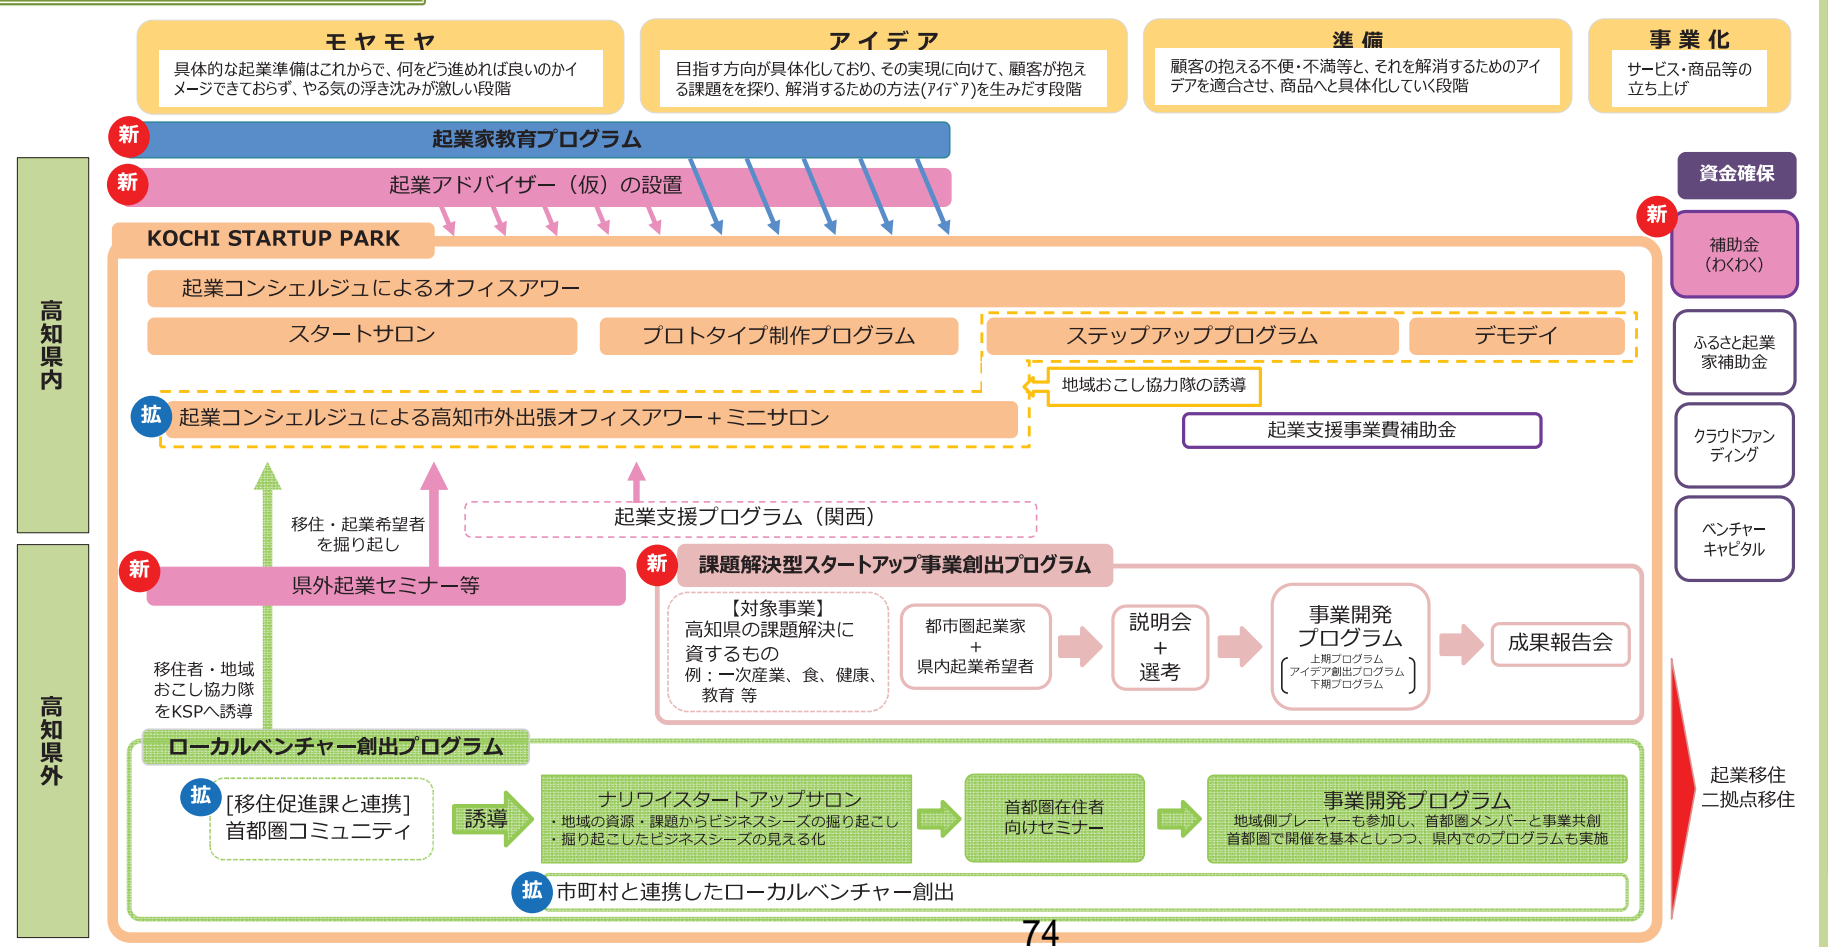 モヤモヤ
具体的な起業準備はこれからで、何をどう進めれば良いのかイ
メージできておらず、やる気の浮き沈みが激しい段階
アイデア
目指す方向が具体化しており、その実現に向けて、顧客が抱え
る課題をを探り、解消するための方法(ｱｲﾃﾞｱ)を生みだす段階
準備
顧客の抱える不便・不満等と、それを解消するためのアイ
デアを適合させ、商品へと具体化していく段階
事業化
サービス・商品等の
立ち上げ
新
起業家教育プログラム
新
起業アドバイザー（仮）の設置
高知県内
KOCHI STARTUP PARK
起業コンシェルジュによるオフィスアワー
スタートサロン
プロトタイプ制作プログラム
ステップアッププログラム
デモデイ
地域おこし協力隊の誘導
拡
起業コンシェルジュによる高知市外出張オフィスアワー＋ミニサロン
起業支援事業費補助金
資金確保
新
補助金
（わくわく）
ふるさと起業
家補助金
クラウドファン
ディング
ベンチャー
キャピタル
移住・起業希望者
を掘り起し
起業支援プログラム（関西）
高知県外
新
県外起業セミナー等
新
課題解決型スタートアップ事業創出プログラム
【対象事業】
高知県の課題解決に
資するもの
例：一次産業、食、健康、
教育 等
都市圏起業家
+
県内起業希望者
説明会
+
選考
事業開発
プログラム
上期プログラム
アイデア創出プログラム
下期プログラム
成果報告会
移住者・地域
おこし協力隊
をKSPへ誘導
ローカルベンチャー創出プログラム
拡
[移住促進課と連携]
首都圏コミュニティ
誘導
ナリワイスタートアップサロン
・地域の資源・課題からビジネスシーズの掘り起こし
・掘り起こしたビジネスシーズの見える化
首都圏在住者
向けセミナー
事業開発プログラム
地域側プレーヤーも参加し、首都圏メンバーと事業共創
首都圏で開催を基本としつつ、県内でのプログラムも実施
拡
市町村と連携したローカルベンチャー創出
起業移住
二拠点移住
74